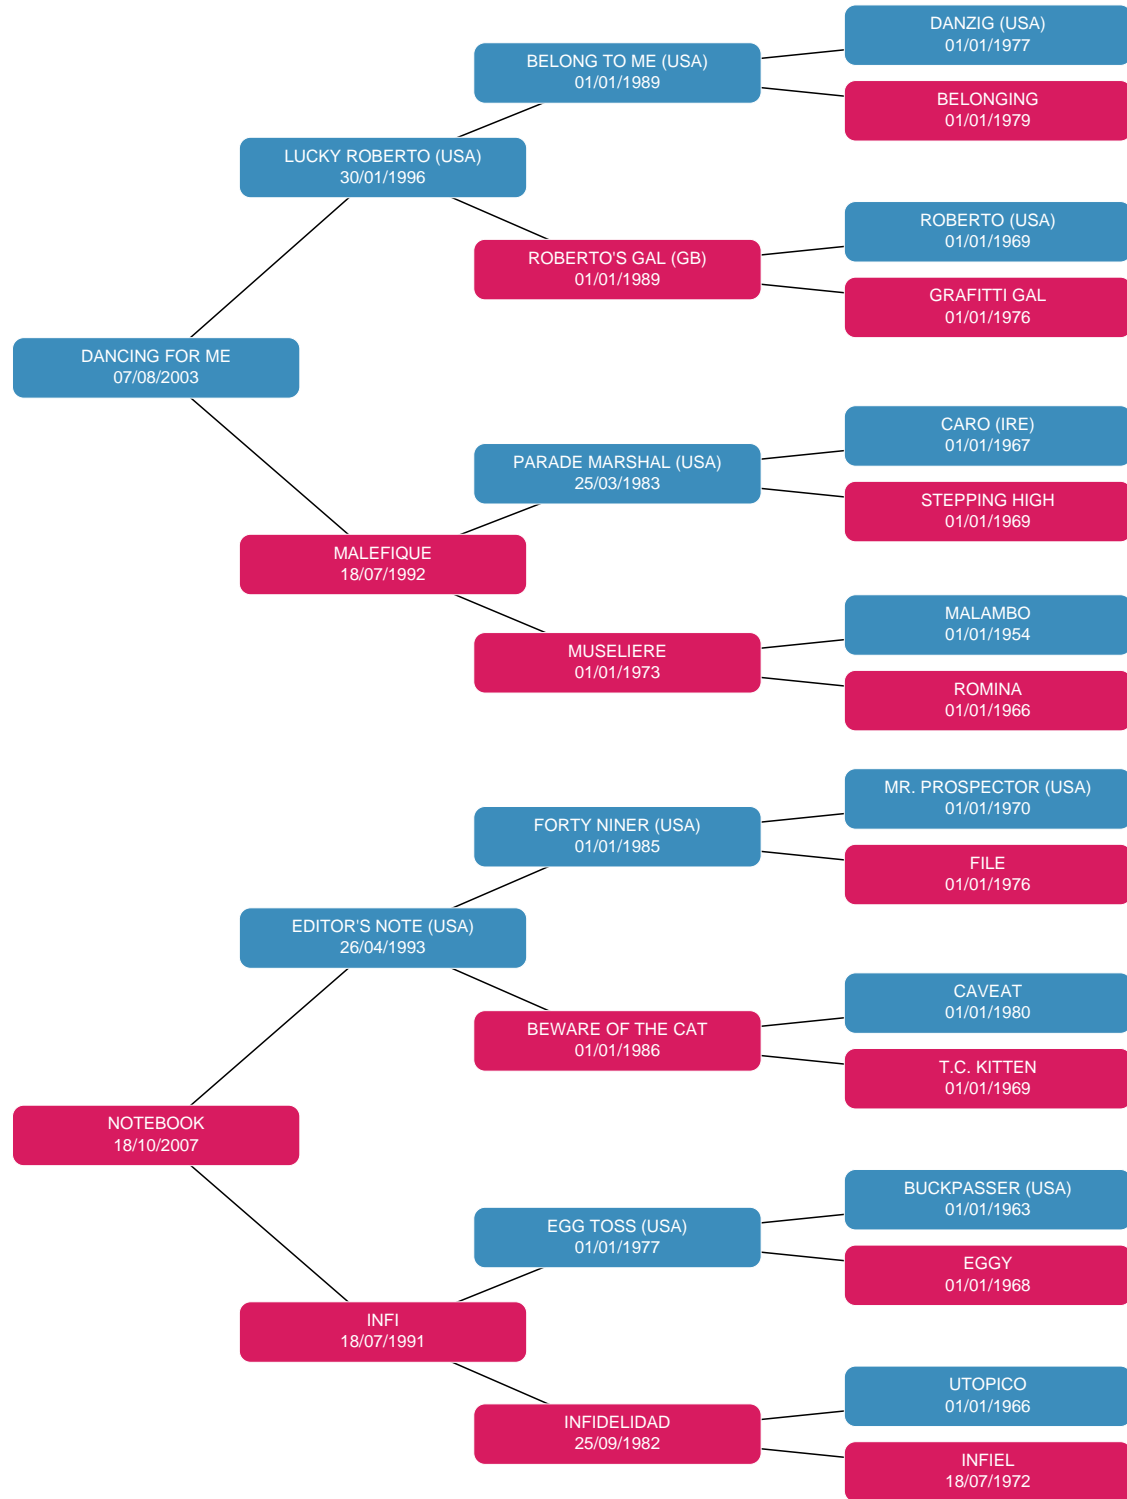 DANZIG (USA)
01/01/1977
BELONG TO ME (USA)
01/01/1989
BELONGING
01/01/1979
LUCKY ROBERTO (USA)
30/01/1996
ROBERTO (USA)
01/01/1969
ROBERTO'S GAL (GB)
01/01/1989
GRAFITTI GAL
01/01/1976
DANCING FOR ME
07/08/2003
CARO (IRE)
01/01/1967
PARADE MARSHAL (USA)
25/03/1983
STEPPING HIGH
01/01/1969
MALEFIQUE
18/07/1992
MALAMBO
01/01/1954
MUSELIERE
01/01/1973
ROMINA
01/01/1966
MR. PROSPECTOR (USA)
01/01/1970
FORTY NINER (USA)
01/01/1985
FILE
01/01/1976
EDITOR'S NOTE (USA)
26/04/1993
CAVEAT
01/01/1980
BEWARE OF THE CAT
01/01/1986
T.C. KITTEN
01/01/1969
NOTEBOOK
18/10/2007
BUCKPASSER (USA)
01/01/1963
EGG TOSS (USA)
01/01/1977
EGGY
01/01/1968
INFI
18/07/1991
UTOPICO
01/01/1966
INFIDELIDAD
25/09/1982
INFIEL
18/07/1972